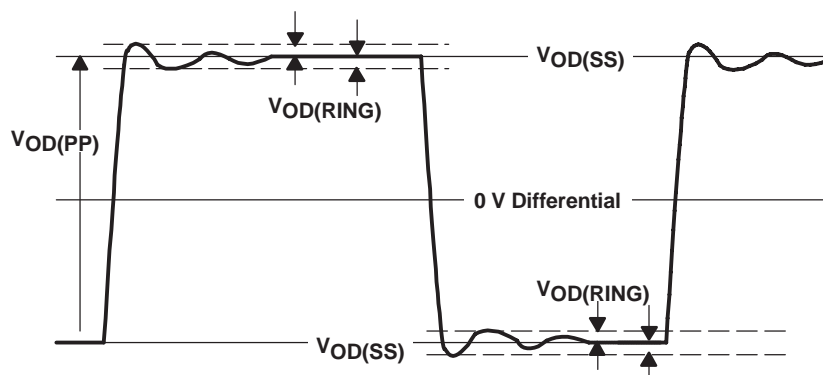 VOD(SS)
VOD(RING)
VOD(PP)
0 V Differential
VOD(RING)
VOD(SS)